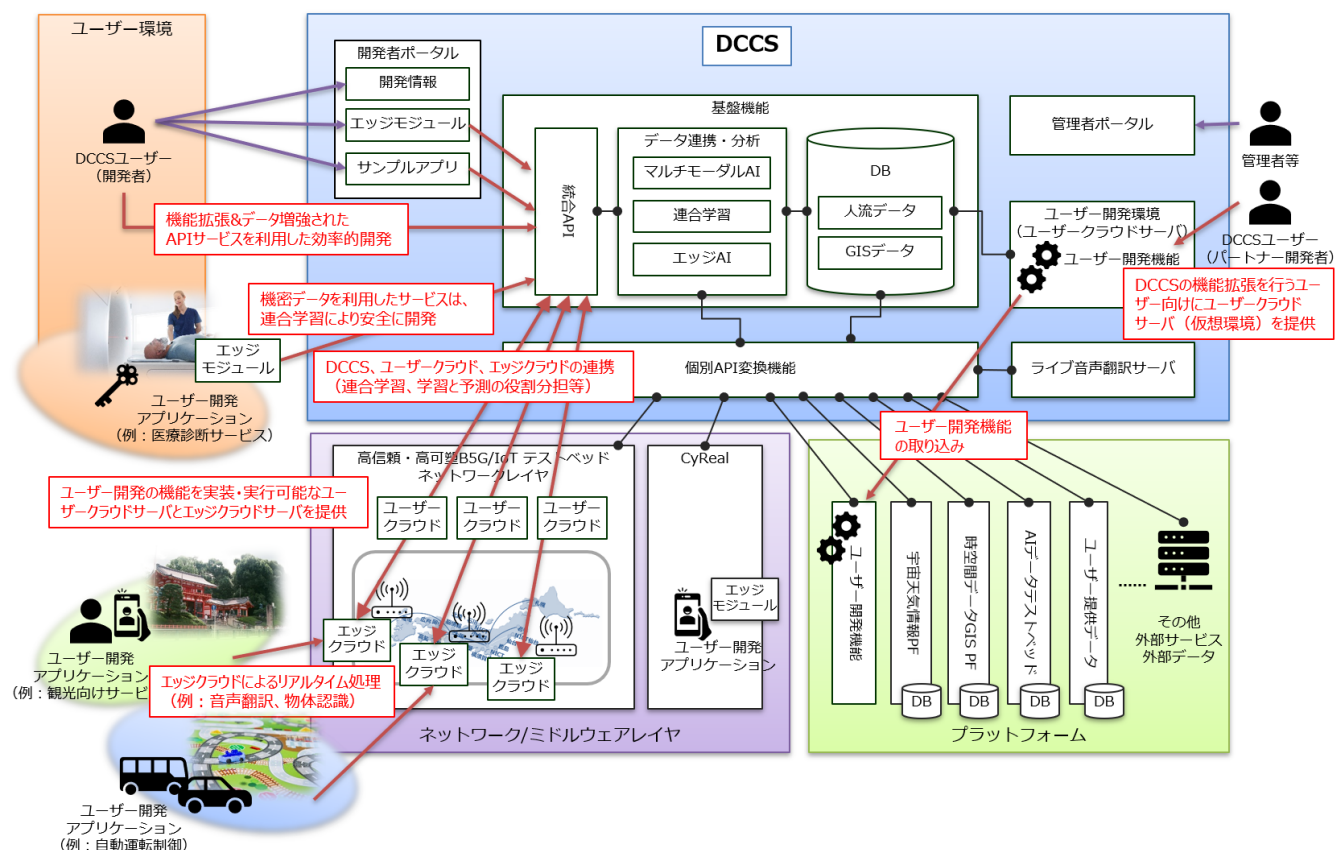 ユーザー環境
DCCSユーザー
（開発者）
機能拡張&データ増強された
APIサービスを利用した効率的開発
機密データを利用したサービスは、
連合学習により安全に開発
エッジ
モジュール
ユーザー開発
アプリケーション
（例：医療診断サービス）
DCCS
開発者ポータル
開発情報
エッジモジュール
サンプルアプリ
基盤機能
統合API
データ連携・分析
マルチモーダルAI
連合学習
エッジAI
DB
人流データ
GISデータ
管理者ポータル
管理者等
ユーザー開発環境
（ユーザークラウドサーバ）
ユーザー開発機能
DCCSユーザー
（パートナー開発者）
DCCSの機能拡張を行うユー
ザー向けにユーザークラウド
サーバ（仮想環境）を提供
DCCS、ユーザークラウド、エッジクラウドの連携
（連合学習、学習と予測の役割分担等）
個別API変換機能
ライブ音声翻訳サーバ
ユーザー開発機能
の取り込み
高信頼・高可塑B5G/IoT テストベッド
ネットワークレイヤ
ユーザー
クラウド
ユーザー
クラウド
ユーザー
クラウド
エッジ
クラウド
エッジ
クラウド
エッジ
クラウド
CyReal
エッジ
モジュール
ユーザー開発
アプリケーション
ネットワーク/ミドルウェアレイヤ
ユーザー開発の機能を実装・実行可能なユー
ザークラウドサーバとエッジクラウドサーバを提供
ユーザー開発
アプリケーション
（例：観光向けサービ
エッジクラウドによるリアルタイム処理
（例：音声翻訳、物体認識）
ユーザー開発
アプリケーション
（例：自動運転制御）
ユーザー開発機能
宇宙天気情報PF
DB
時空間データGIS PF
DB
AIデータテストベッド
DB
ユーザー提供データ
DB
……
その他
外部サービス
外部データ
プラットフォーム